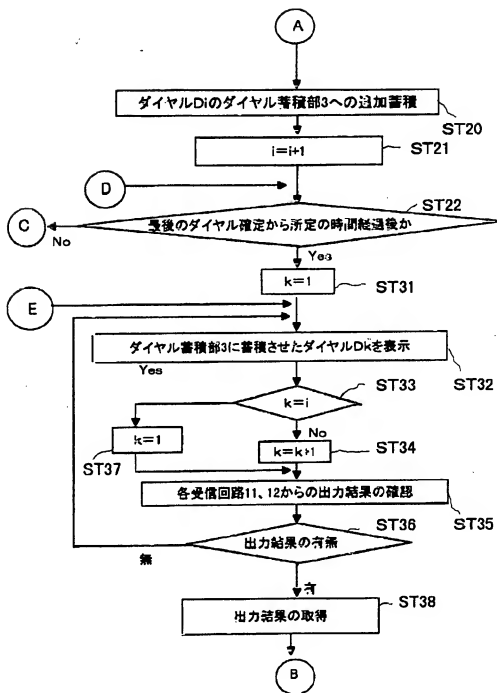 A
ダイヤルDiのダイヤル蓄積部3への追加蓄積
ST20
ST21
i=i+1
D
ST22
C
最後のダイヤル確定から所定の時間経過後か
No
Yes
k=1
ST31
E
ダイヤル蓄積部3に蓄積させたダイヤルDkを表示
ST32
Yes
ST33
k=i
No
k=1
k=k+1
ST34
ST37
各受信回路11、12からの出力結果の確認
ST35
ST36
出力結果の有無
無
有
出力結果の取得
ST38
B